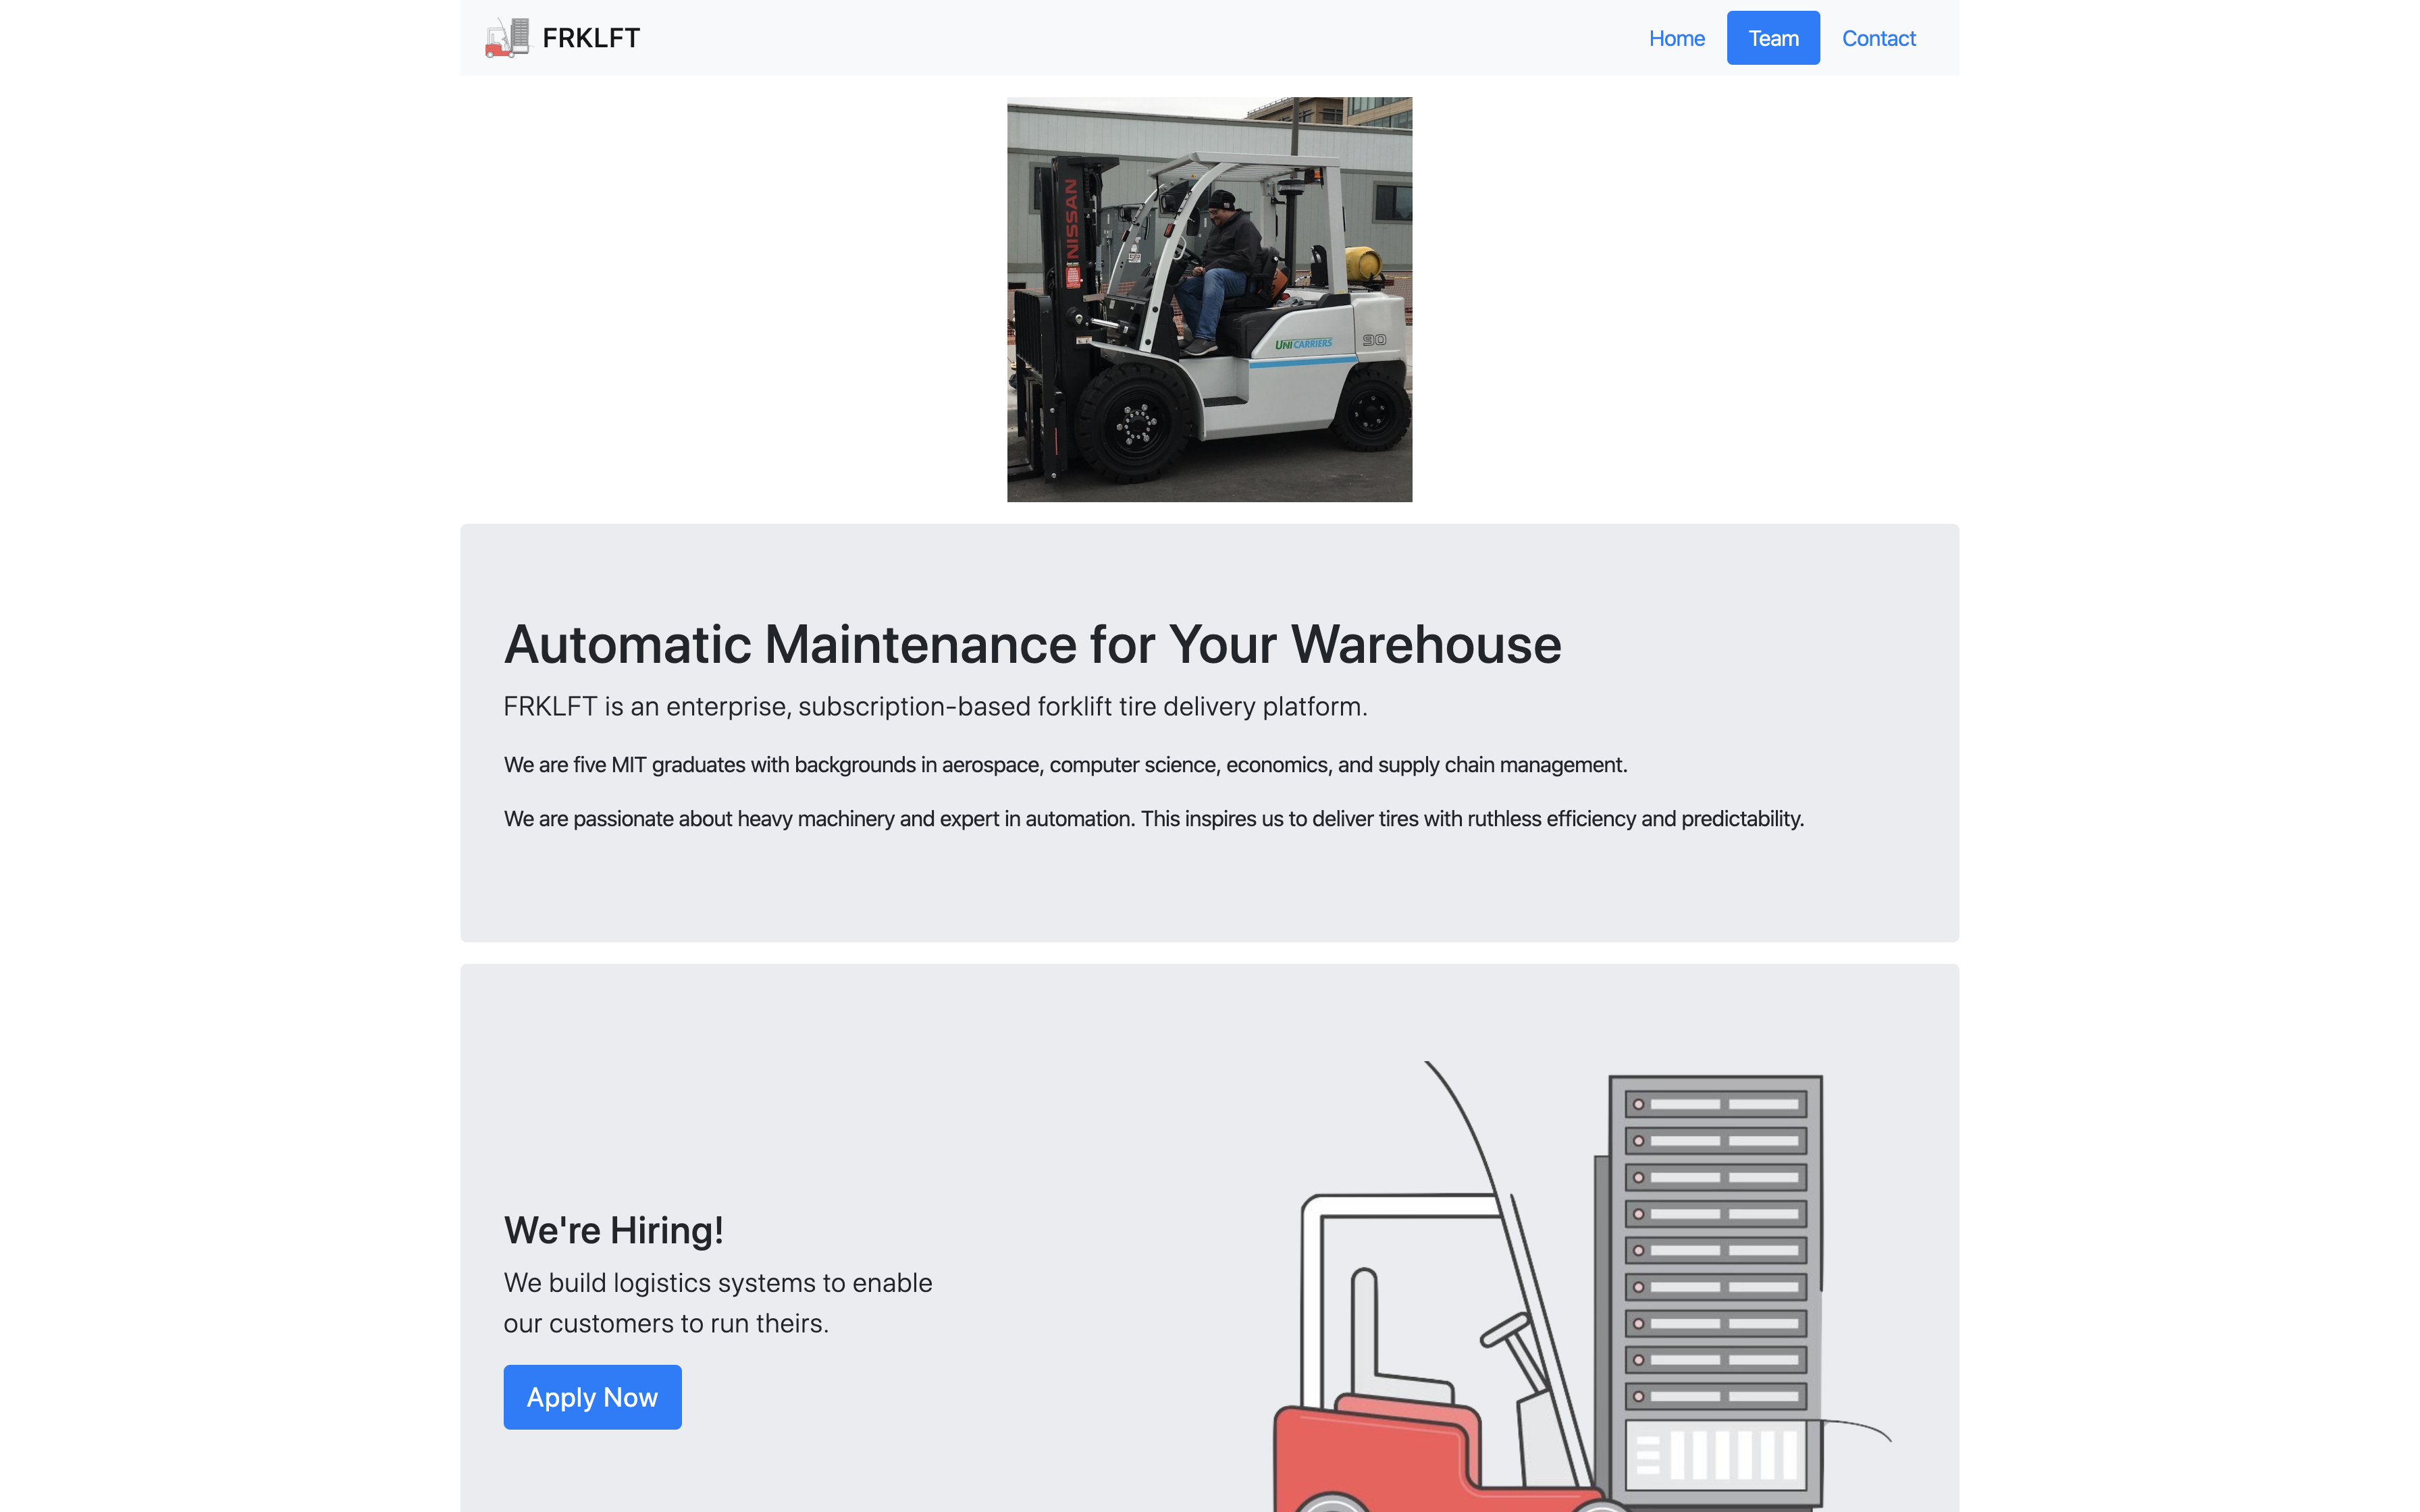 FRKLFT
Home
Team
Contact
NISSAN
UNICARRIERS
90
Automatic Maintenance for Your Warehouse
FRKLFT is an enterprise, subscription-based forklift tire delivery platform.
We are five MIT graduates with backgrounds in aerospace, computer science, economics, and supply chain management.
We are passionate about heavy machinery and expert in automation. This inspires us to deliver tires with ruthless efficiency and predictability.
We're Hiring!
We build logistics systems to enable
our customers to run theirs.
Apply Now